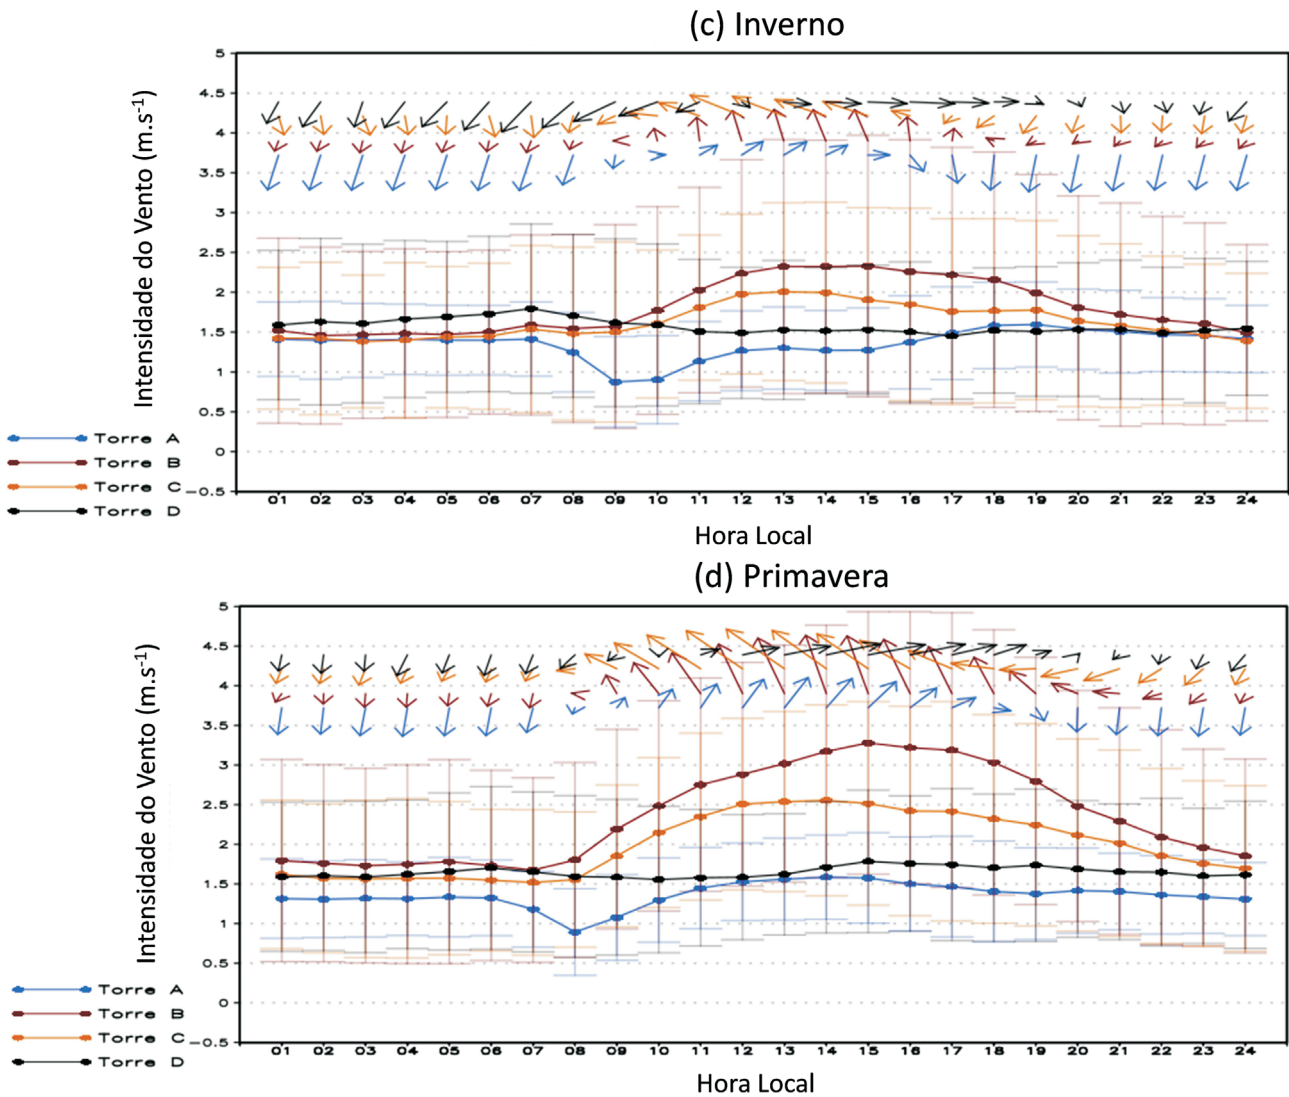 (c) Inverno
Intensidade do Vento (m.s-1)
5
4.5
4
3.5
3
2.5
2
1.5
1
0.5
0
-0.5
01 02 03 04 05 06 07 08 09 10 11 12 13 14 15 16 17 18 19 20 21 22 23 24
Hora Local
Torre A
Torre B
Torre C
Torre D
(d) Primavera
Intensidade do Vento (m.s-1)
5
4.5
4
3.5
3
2.5
2
1.5
1
0.5
0
-0.5
01 02 03 04 05 06 07 08 09 10 11 12 13 14 15 16 17 18 19 20 21 22 23 24
Hora Local
Torre A
Torre B
Torre C
Torre D